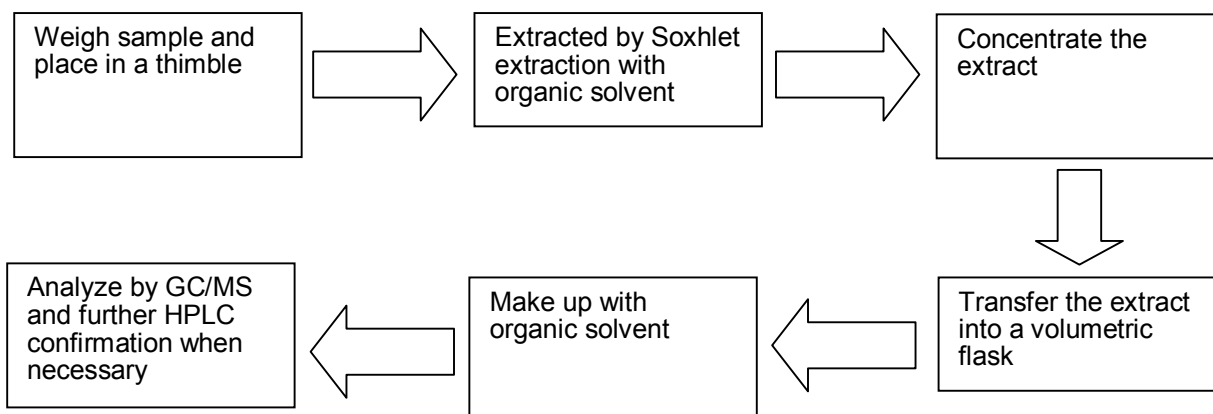 Weigh sample and
place in a thimble
Extracted by Soxhlet
extraction with
organic solvent
Concentrate the
extract
Transfer the extract
into a volumetric
flask
Make up with
organic solvent
Analyze by GC/MS
and further HPLC
confirmation when
necessary